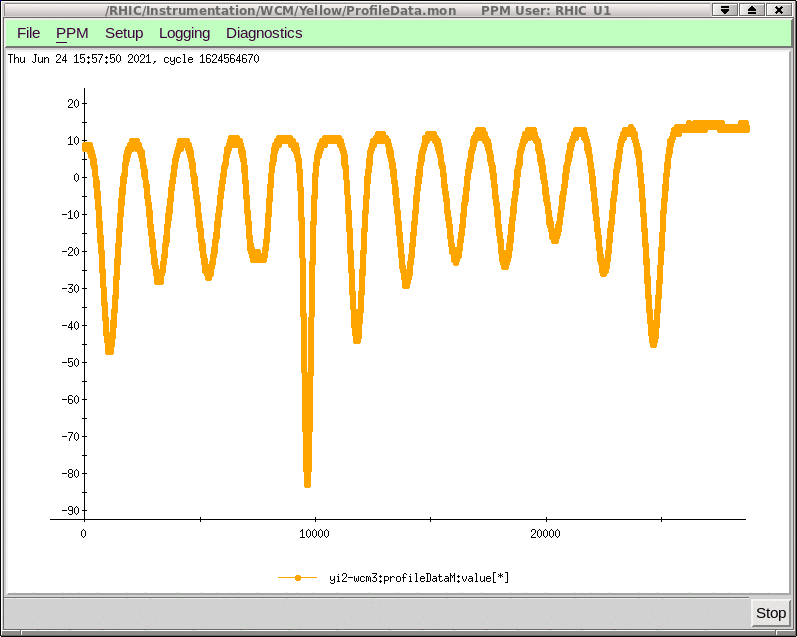 /RHIC/Instrumentation/WCM/Yellow/ProfileData.mon PPM User: RHIC_U1
File PPM Setup Logging Diagnostics
Thu Jun 24 15:57:50 2021, cycle 1624564670
20
10
0
-10
-20
-30
-40
-50
-60
-70
-80
-90
0 10000 20000
yi2-wcm3:profileDataM:value[*]
Stop